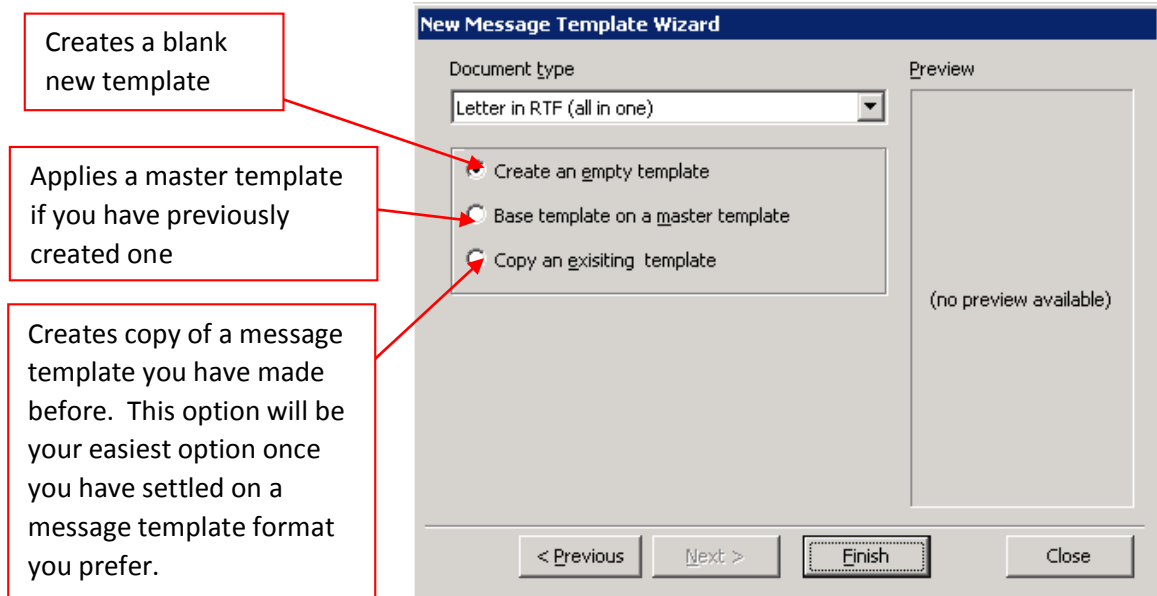 Creates a blank
new template
Applies a master template
if you have previously
created one
Creates copy of a message
template you have made
before.  This option will be
your easiest option once
you have settled on a
message template format
you prefer.
New Message Template Wizard
Document type
Letter in RTF (all in one)
Create an empty template
Base template on a master template
Copy an exisiting  template
Preview
(no preview available)
< Previous
Next >
Finish
Close